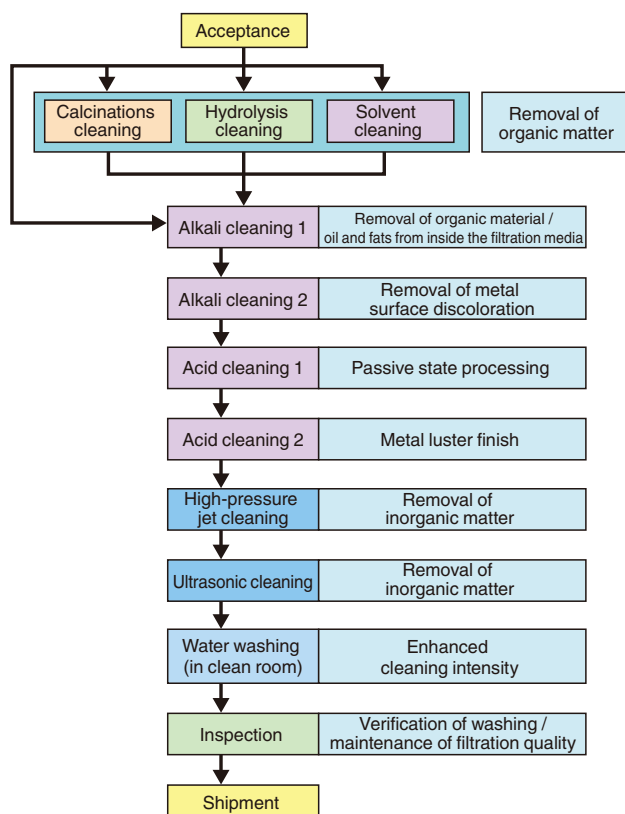 Acceptance
Calcinations
cleaning
Hydrolysis
cleaning
Solvent
cleaning
Removal of
organic matter
Alkali cleaning 1
Removal of organic material /
oil and fats from inside the filtration media
Alkali cleaning 2
Removal of metal
surface discoloration
Acid cleaning 1
Passive state processing
Acid cleaning 2
Metal luster finish
High-pressure
jet cleaning
Removal of
inorganic matter
Ultrasonic cleaning
Removal of
inorganic matter
Water washing
(in clean room)
Enhanced
cleaning intensity
Inspection
Verification of washing /
maintenance of filtration quality
Shipment